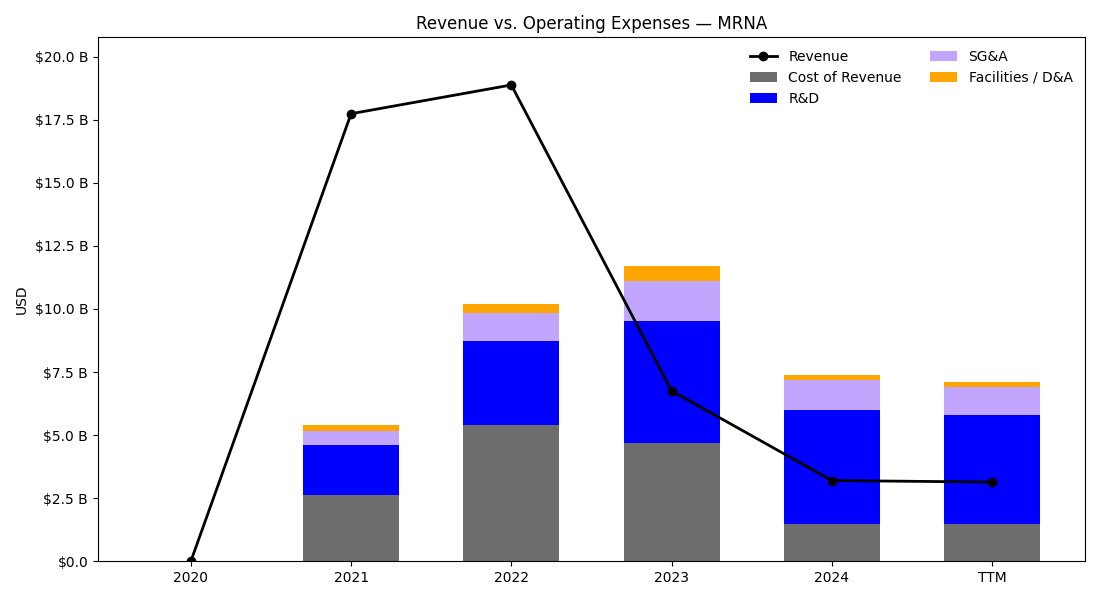 Revenue vs. Operating Expenses — MRNA
Revenue
Cost of Revenue
R&D
SG&A
Facilities / D&A
USD
$20.0 B
$17.5 B
$15.0 B
$12.5 B
$10.0 B
$7.5 B
$5.0 B
$2.5 B
$0.0
2020 2021 2022 2023 2024 TTM